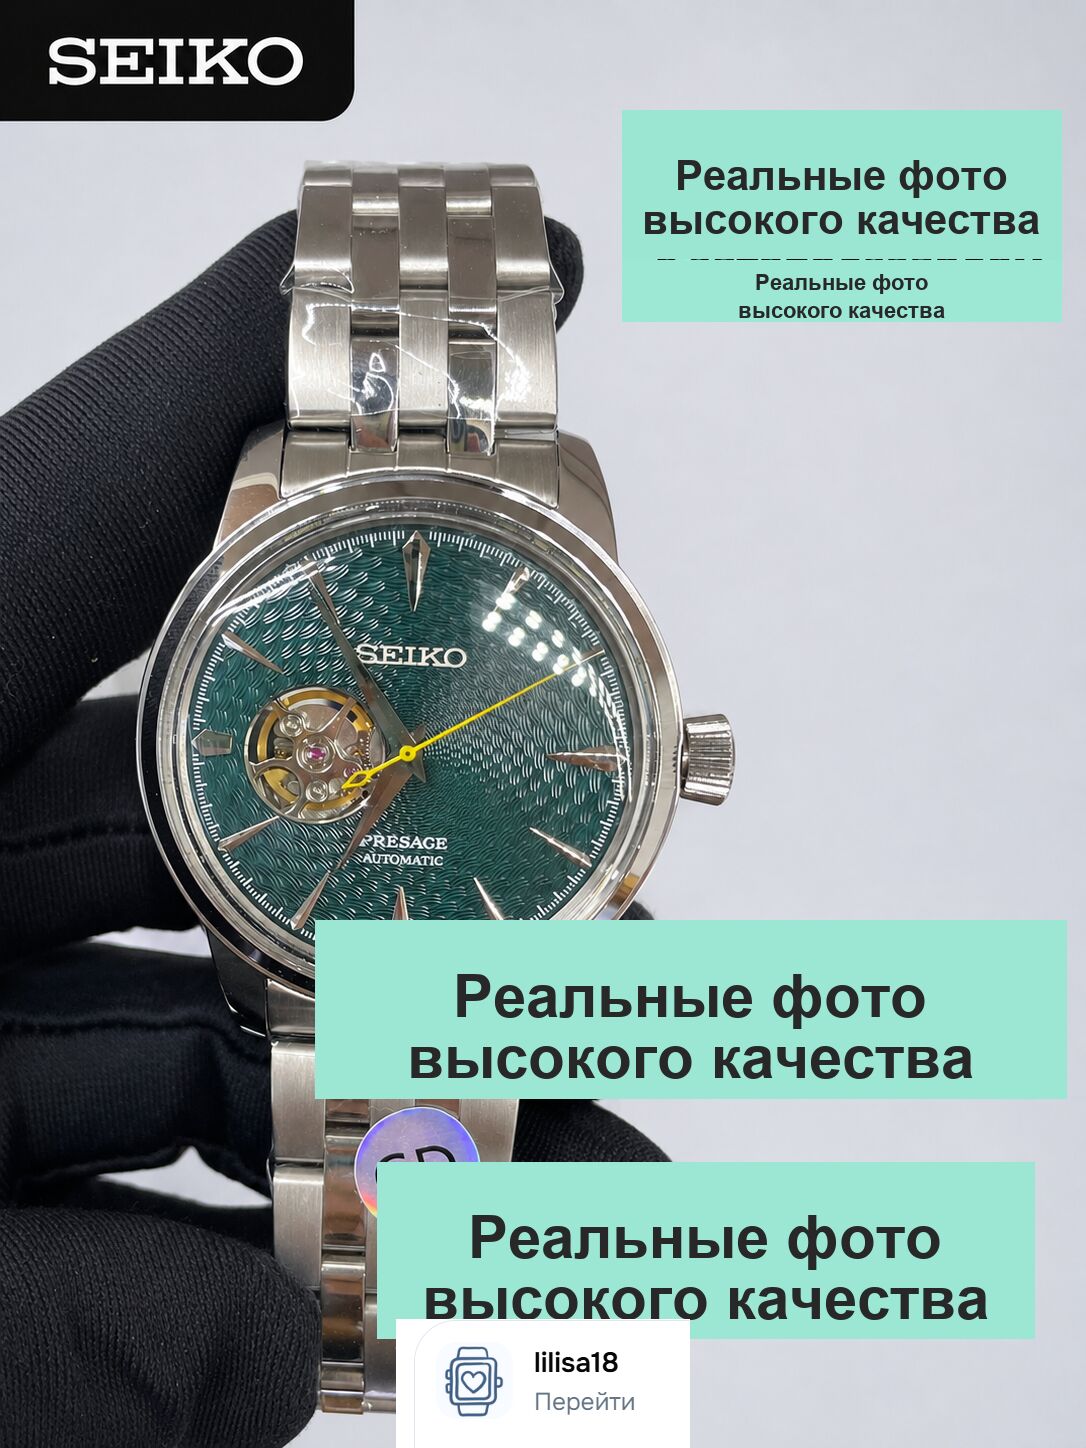 SEIKO
Реальные фото
высокого качества
Реальные фото
высокого качества
SEIKO
PRESAGE
AUTOMATIC
Реальные фото
высокого качества
Реальные фото
высокого качества
lilisa18
Перейти